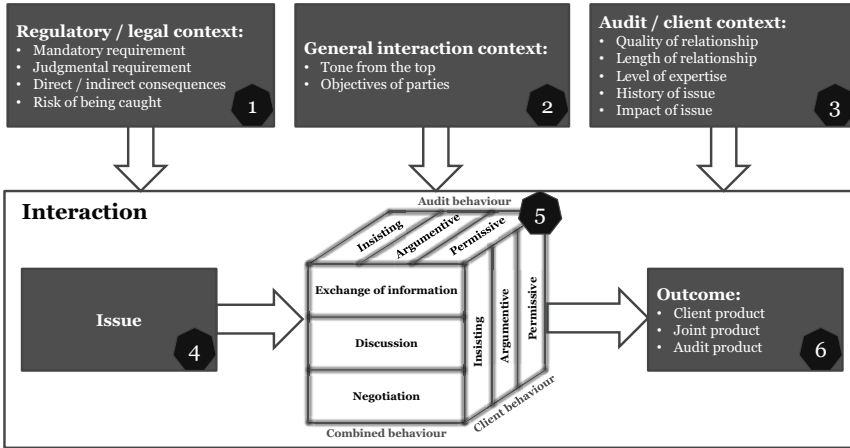 Regulatory / legal context:
• Mandatory requirement
• Judgmental requirement
• Direct / indirect consequences
• Risk of being caught
1
General interaction context:
• Tone from the top
• Objectives of parties
2
Audit / client context:
• Quality of relationship
• Length of relationship
• Level of expertise
• History of issue
• Impact of issue
3
Interaction
Issue
4
Audit behaviour
5
Insisting
Argumentive
Permissive
Exchange of information
Discussion
Negotiation
Combined behaviour
Insisting
Argumentive
Permissive
Client behaviour
Outcome:
• Client product
• Joint product
• Audit product
6